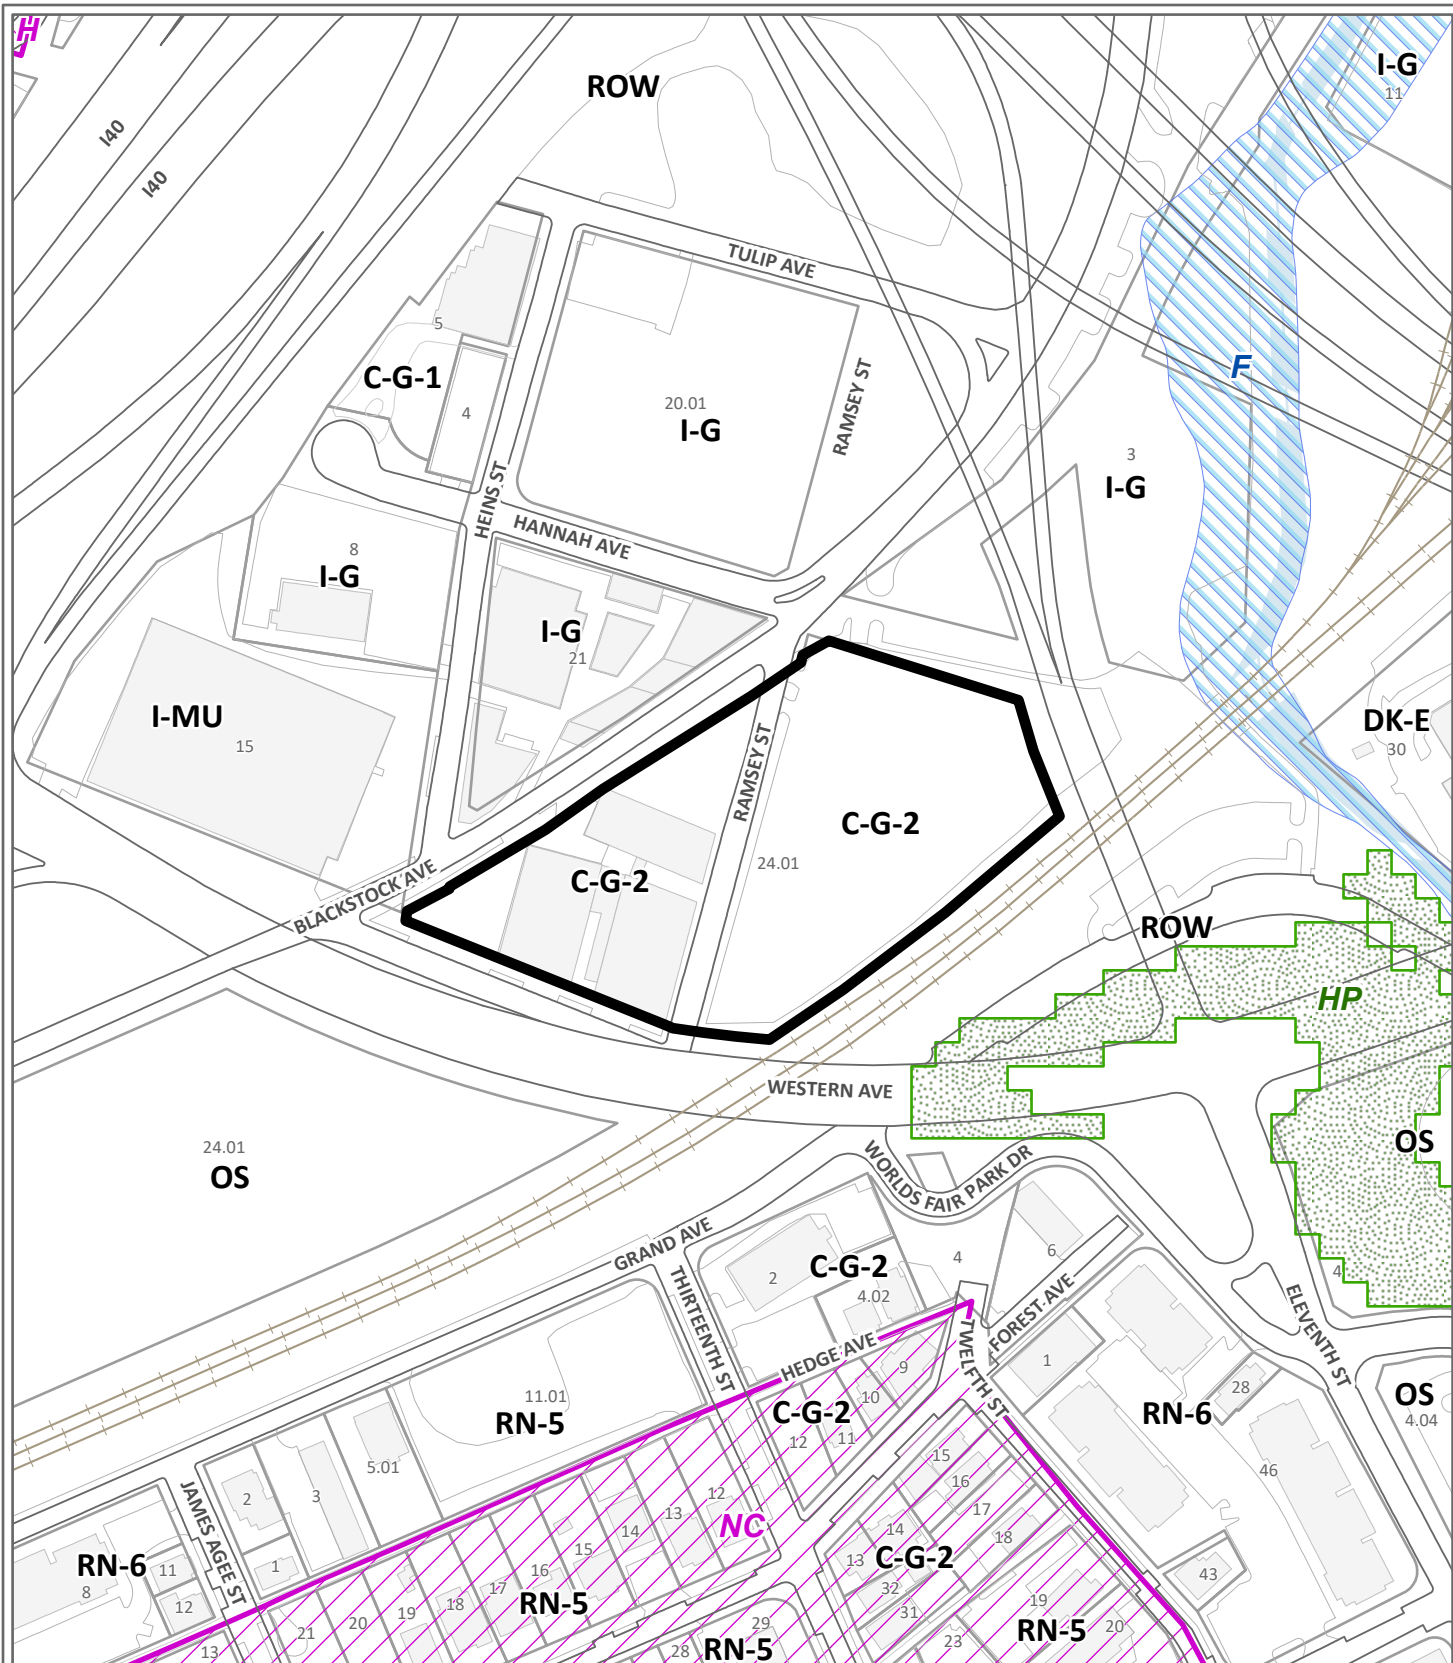 H
ROW
I-G
11
I40
I40
TULIP AVE
5
C-G-1
4
20.01
I-G
RAMSEY ST
F
3
I-G
HEINS ST
HANNAH AVE
8
I-G
I-G
21
I-MU
15
DK-E
30
RAMSEY ST
C-G-2
24.01
C-G-2
BLACKSTOCK AVE
ROW
HP
WESTERN AVE
24.01
OS
OS
WORLDS FAIR PARK DR
GRAND AVE
THIRTEENTH ST
2
C-G-2
4.02
4
6
4
FOREST AVE
ELEVENTH ST
HEDGE AVE
TWELFTH ST
9
1
10
28
OS
4.04
11.01
RN-5
C-G-2
12
11
RN-6
5.01
2
3
15
16
46
12
13
14
NC
17
JAMES AGEE ST
14
18
15
13
C-G-2
RN-6
8
11
1
16
32
43
12
17
RN-5
18
31
19
19
20
RN-5
20
21
29
23
28
RN-5
13